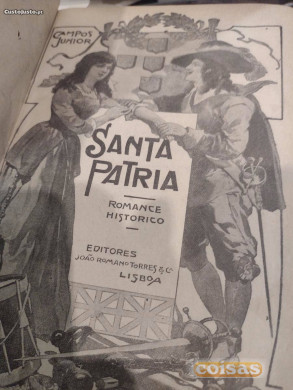 CustoJusto.pt
CAMPOS
JUNIOR
SANTA
PATRIA
ROMANCE
HISTORICO
EDITORES
JOÃO ROMANO TORRES & Cª
LISBOA
coisas